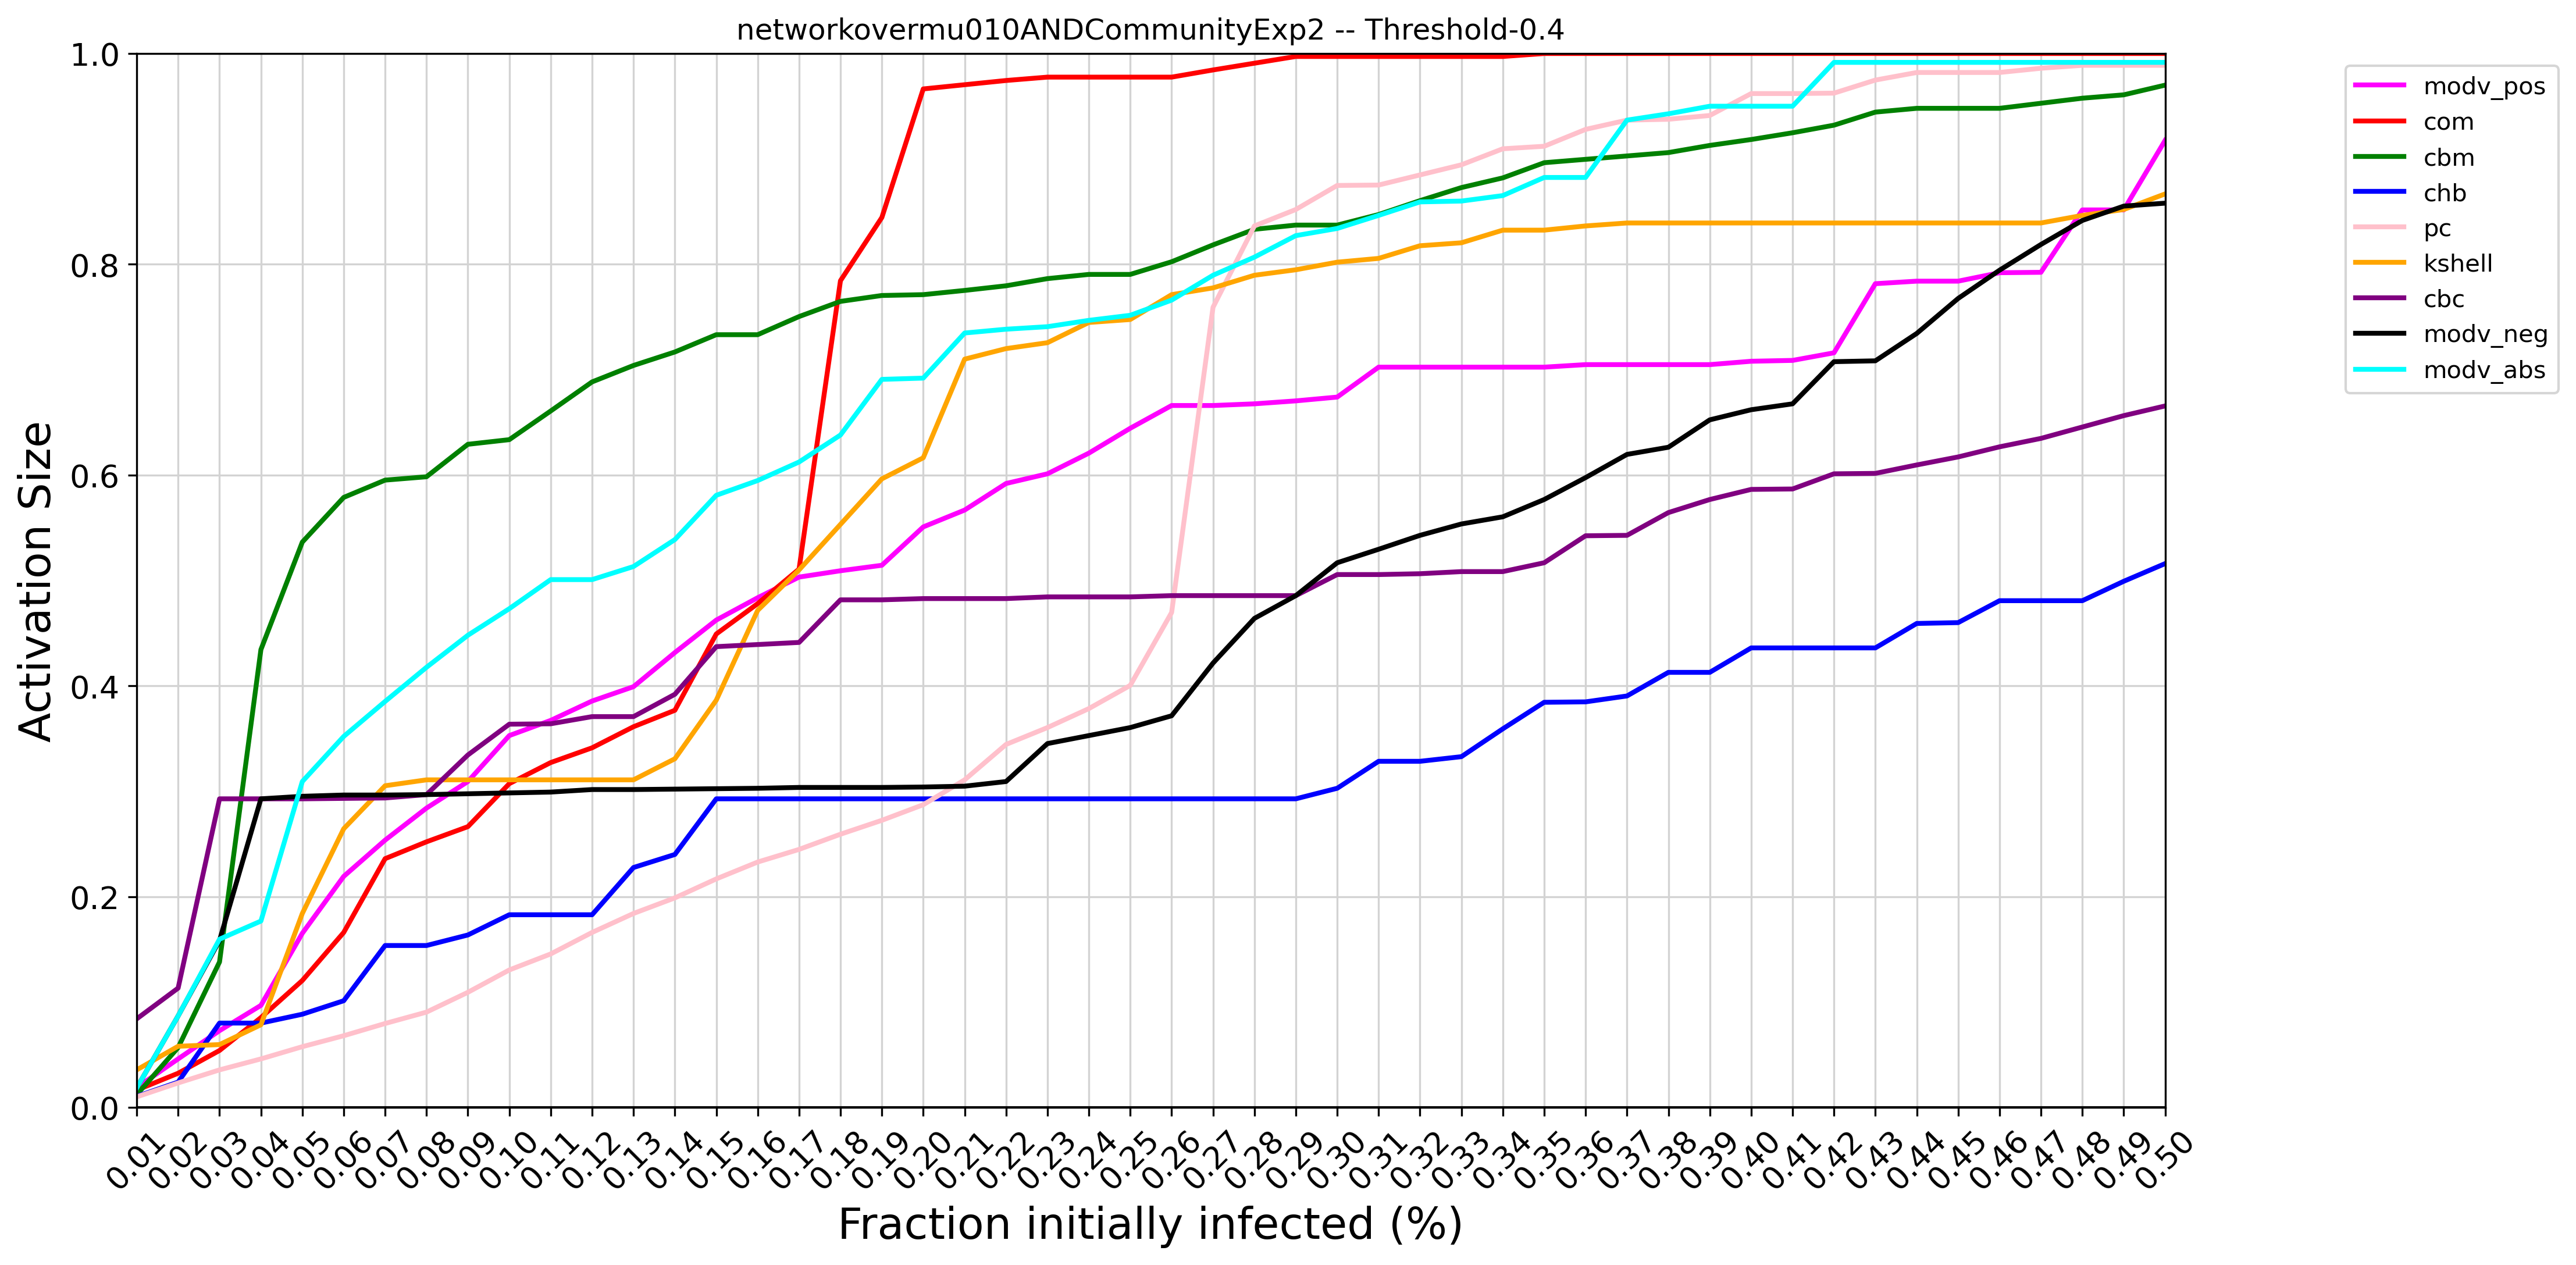 networkovermu010ANDCommunityExp2 -- Threshold-0.4
Activation Size
1.0
0.8
0.6
0.4
0.2
0.0
0.01 0.02 0.03 0.04 0.05 0.06 0.07 0.08 0.09 0.10 0.11 0.12 0.13 0.14 0.15 0.16 0.17 0.18 0.19 0.20 0.21 0.22 0.23 0.24 0.25 0.26 0.27 0.28 0.29 0.30 0.31 0.32 0.33 0.34 0.35 0.36 0.37 0.38 0.39 0.40 0.41 0.42 0.43 0.44 0.45 0.46 0.47 0.48 0.49 0.50
Fraction initially infected (%)
modv_pos
com
cbm
chb
pc
kshell
cbc
modv_neg
modv_abs